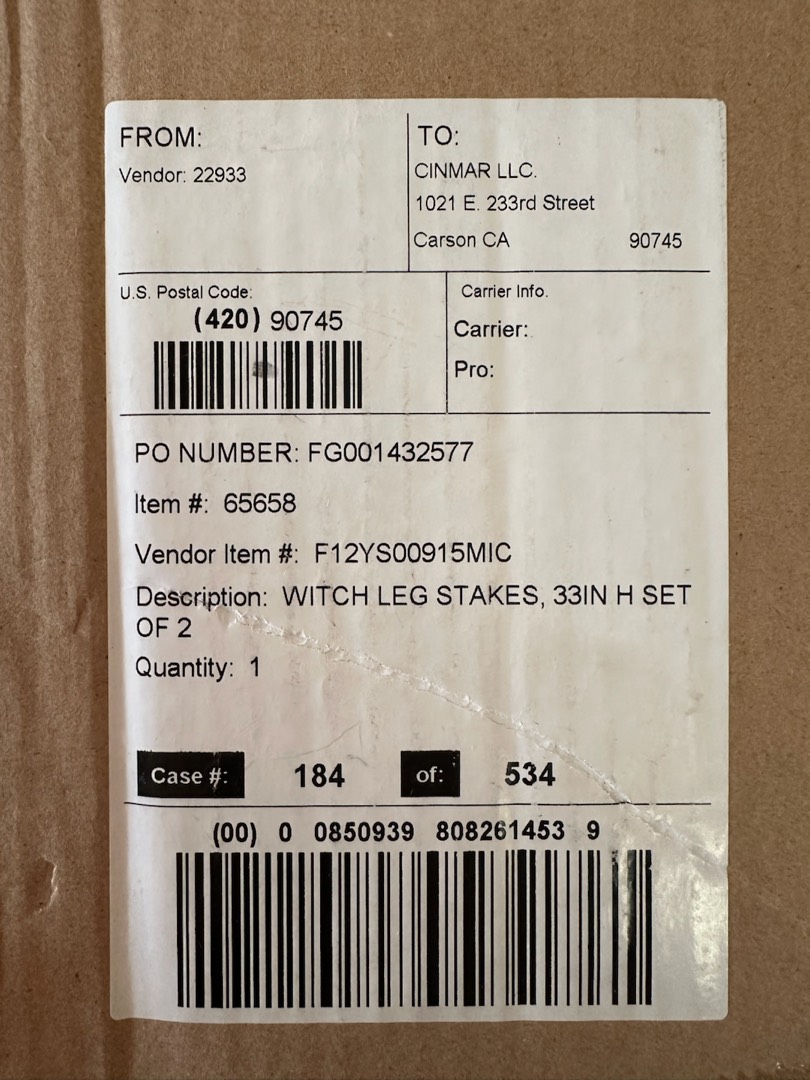 FROM:
Vendor: 22933
TO:
CINMAR LLC.
1021 E. 233rd Street
Carson CA 90745
U.S. Postal Code:
(420) 90745
Carrier Info.
Carrier:
Pro:
PO NUMBER: FG001432577
Item #: 65658
Vendor Item #: F12YS00915MIC
Description: WITCH LEG STAKES, 33IN H SET
OF 2
Quantity: 1
Case #: 184 of: 534
(00) 0 0850939 808261453 9